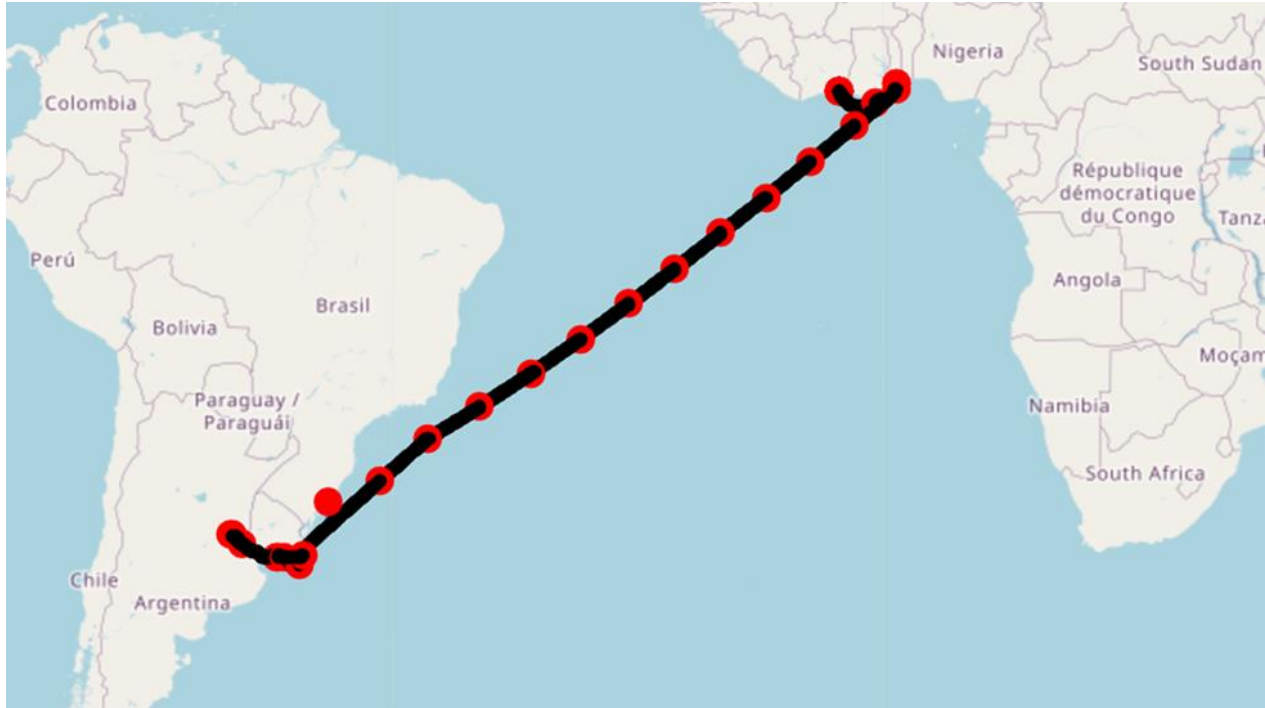 Nigeria
South Sudan
Colombia
République
démocratique
du Congo
Tanz
Perú
Angola
Brasil
Bolivia
Moçam
Paraguay /
Paraguái
Namibia
South Africa
Chile
Argentina